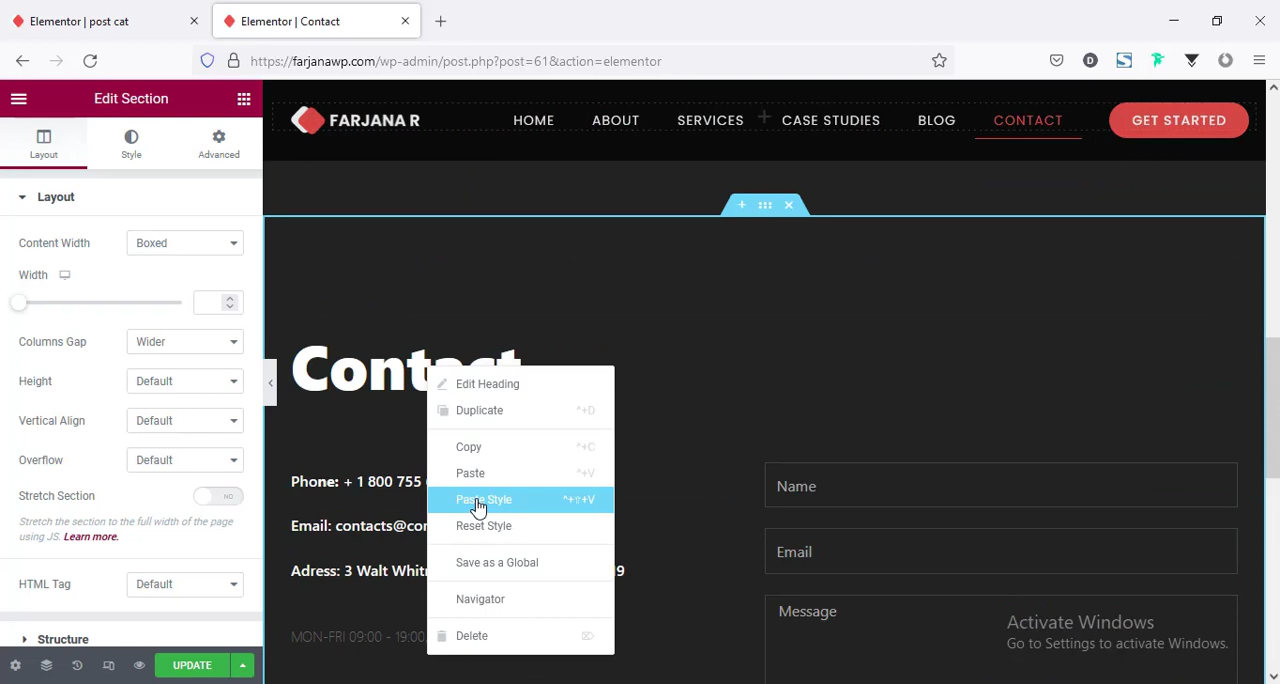 Elementor | post cat
Elementor | Contact
https://farjanawp.com/wp-admin/post.php?post=61&action=elementor
Edit Section
Layout
Style
Advanced
Layout
Content Width
Boxed
Width
Columns Gap
Wider
Height
Default
Vertical Align
Default
Overflow
Default
Stretch Section
NO
Stretch the section to the full width of the page
using JS. Learn more.
HTML Tag
Default
Structure
UPDATE
FARJANA R
HOME
ABOUT
SERVICES
CASE STUDIES
BLOG
CONTACT
GET STARTED
Contact
Phone: + 1 800 755
Email: contacts@co
Adress: 3 Walt Whit
9
MON-FRI 09:00 - 19:00
Edit Heading
Duplicate ^+D
Copy ^+C
Paste ^+V
Paste Style ^+⇧+V
Reset Style
Save as a Global
Navigator
Delete
Name
Email
Message
Activate Windows
Go to Settings to activate Windows.